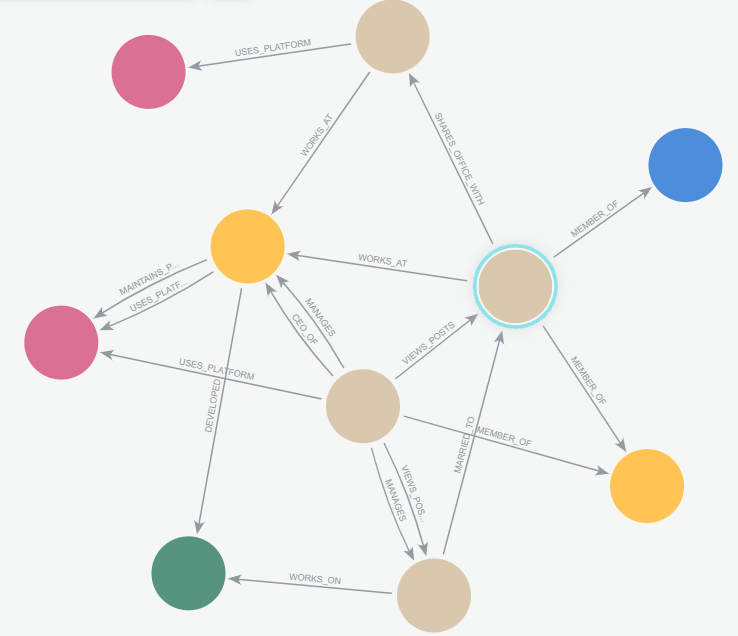 USES_PLATFORM
WORKS_AT
SHARES_OFFICE_WITH
MEMBER_OF
WORKS_AT
MAINTAINS_P...
USES_PLATF...
MANAGES
CEO_OF
VIEWS_POSTS
USES_PLATFORM
DEVELOPED
MEMBER_OF
MARRIED_TO
MEMBER_OF
VIEWS_POS...
MANAGES
WORKS_ON